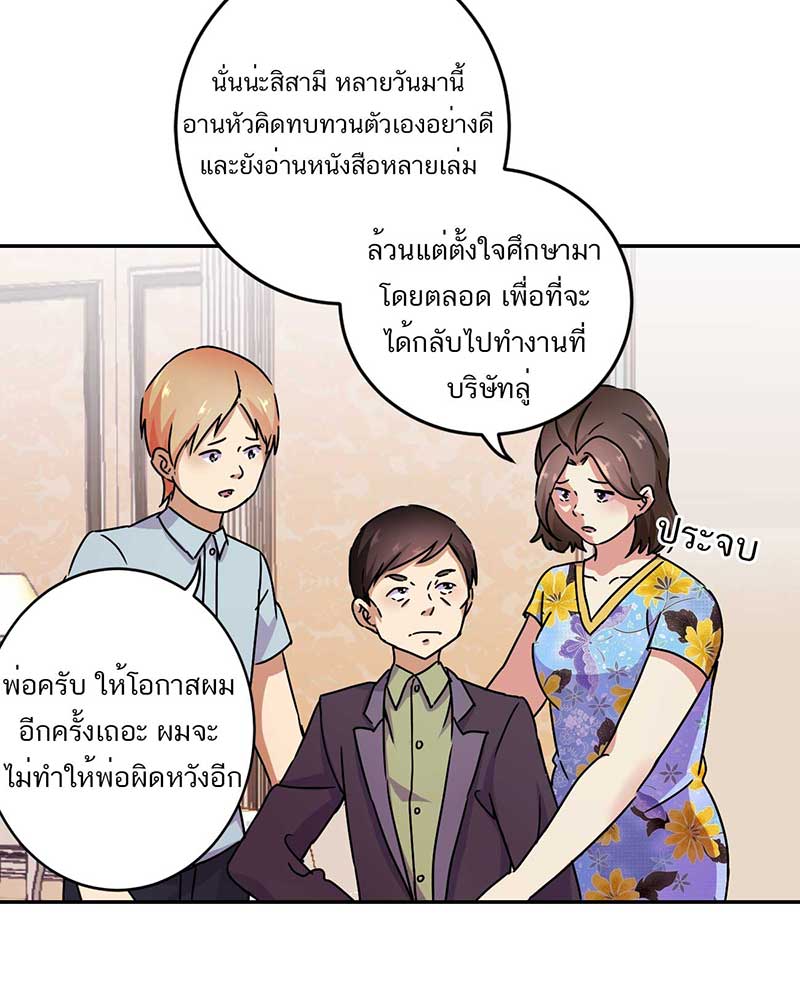 นั่นน่ะสิสามี หลายวันมานี้
อานหัวคิดทบทวนตัวเองอย่างดี
และยังอ่านหนังสือหลายเล่ม
ล้วนแต่ตั้งใจศึกษามา
โดยตลอด เพื่อที่จะ
ได้กลับไปทำงานที่
บริษัทลู่
ประจบ
พ่อครับ ให้โอกาสผม
อีกครั้งเถอะ ผมจะ
ไม่ทำให้พ่อผิดหวังอีก